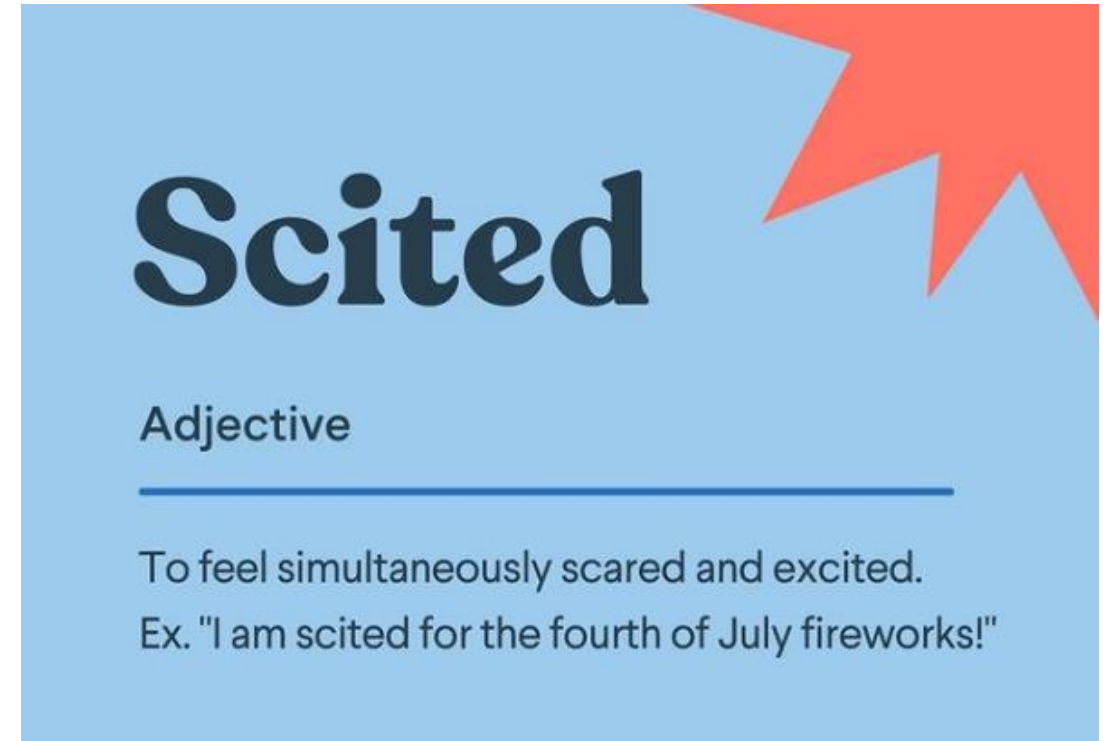 Scited
Adjective
To feel simultaneously scared and excited.
Ex. "I am scited for the fourth of July fireworks!"